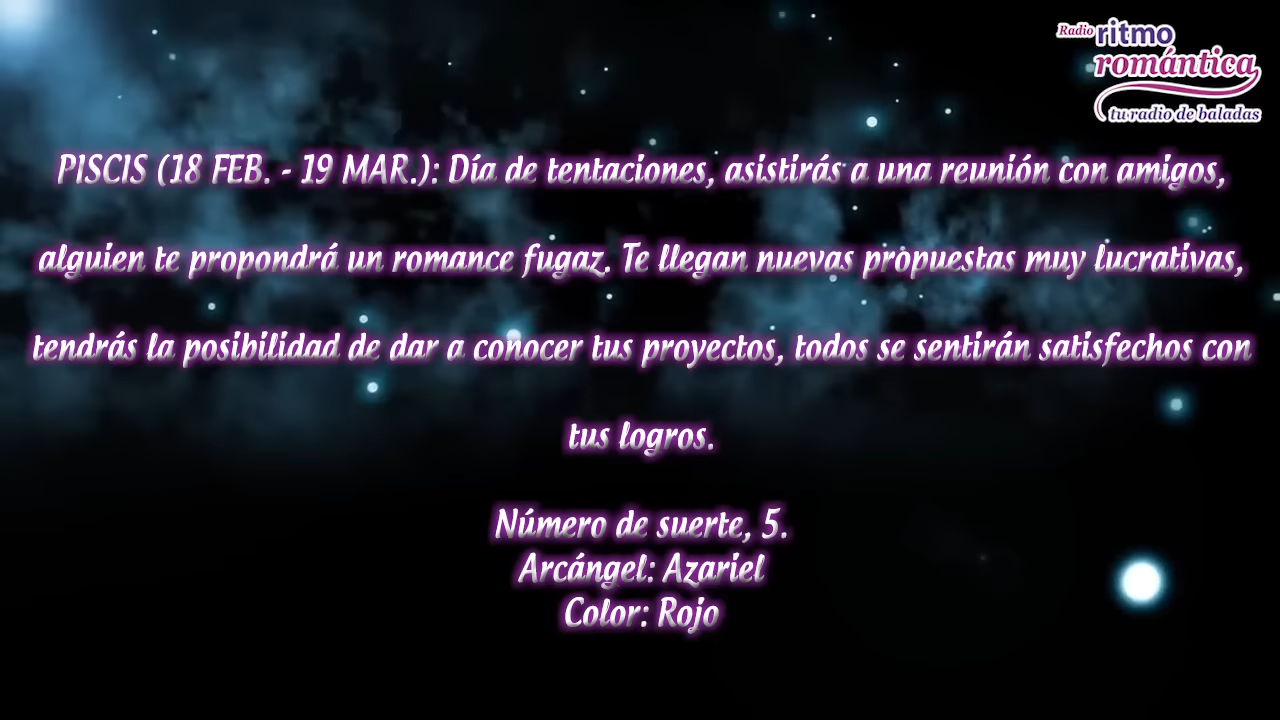 Radio ritmo
romántica
tu radio de baladas
PISCIS (18 FEB. - 19 MAR.): Día de tentaciones, asistirás a una reunión con amigos,
alguien te propondrá un romance fugaz. Te llegan nuevas propuestas muy lucrativas,
tendrás la posibilidad de dar a conocer tus proyectos, todos se sentirán satisfechos con
tus logros.
Número de suerte, 5.
Arcángel: Azariel
Color: Rojo